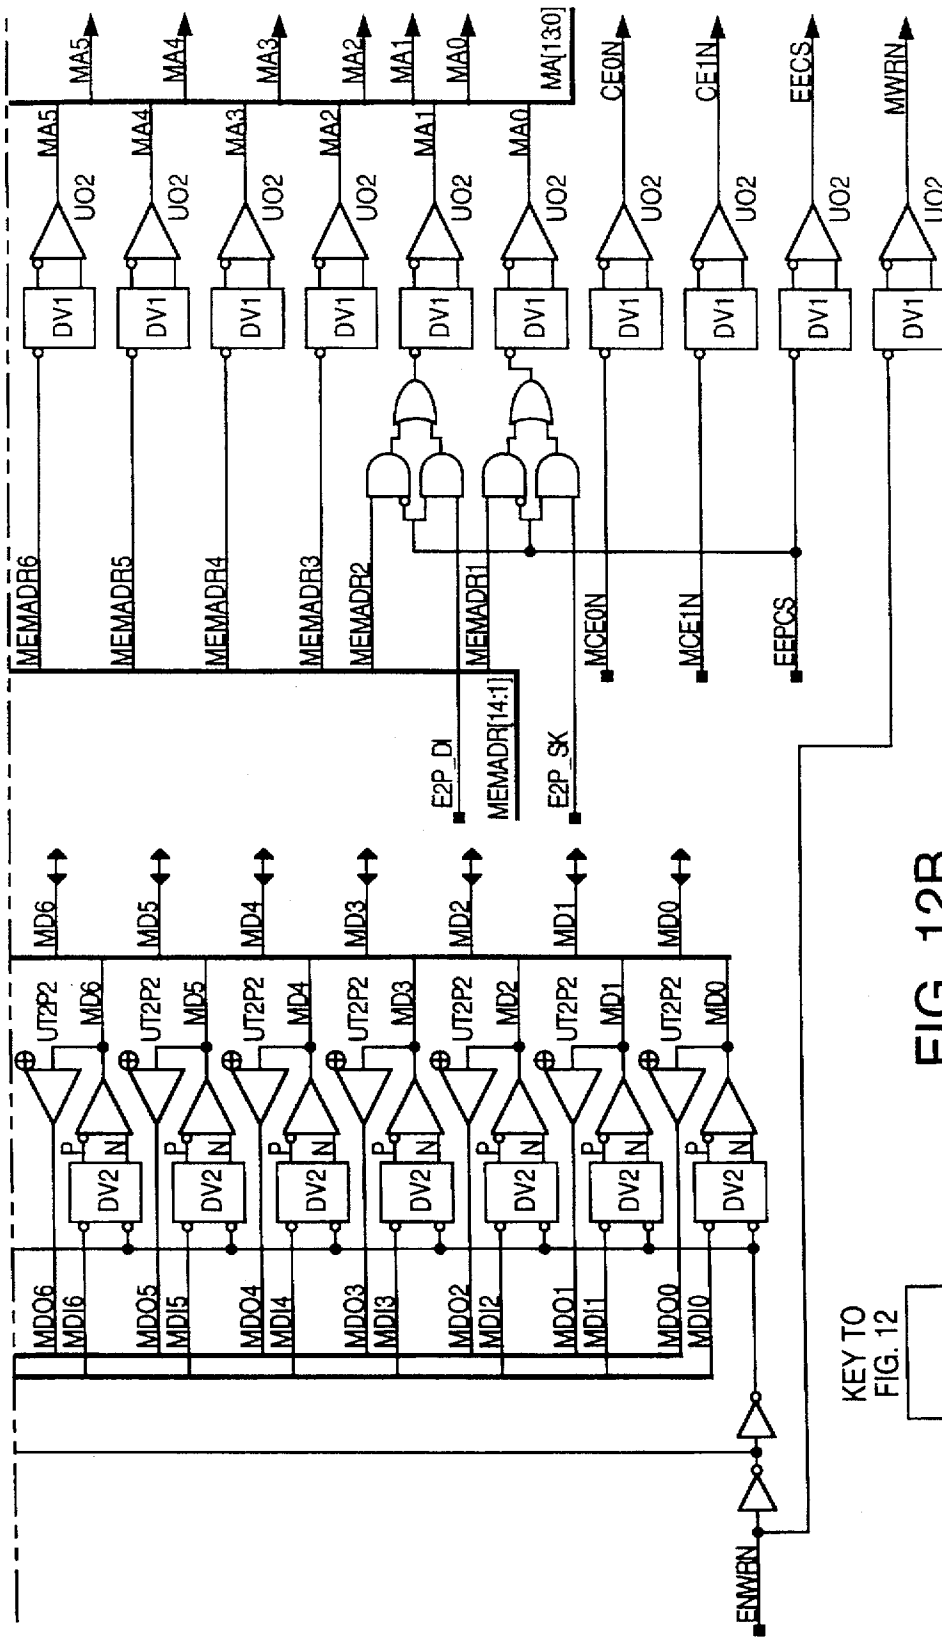 MEMADR6
DV1
UO2
MA5
MA5
MEMADR5
DV1
UO2
MA4
MA4
MEMADR4
DV1
UO2
MA3
MA3
MEMADR3
DV1
UO2
MA2
MA2
MEMADR2
DV1
UO2
MA1
MA1
E2P_DI
MEMADR1
DV1
UO2
MA0
MA0
MEMADR[14:1]
MA[13:0]
E2P_SK
MCE0N
DV1
UO2
CE0N
MCE1N
DV1
UO2
CE1N
EEPCS
DV1
UO2
EECS
DV1
UO2
MWRN
MDO6
MDI6
DV2
P
N
UT2P2
MD6
MD6
MDO5
MDI5
DV2
P
N
UT2P2
MD5
MD5
MDO4
MDI4
DV2
P
N
UT2P2
MD4
MD4
MDO3
MDI3
DV2
P
N
UT2P2
MD3
MD3
MDO2
MDI2
DV2
P
N
UT2P2
MD2
MD2
MDO1
MDI1
DV2
P
N
UT2P2
MD1
MD1
MDO0
MDI0
DV2
P
N
UT2P2
MD0
MD0
ENWRN
KEY TO
FIG. 12
FIG. 12B